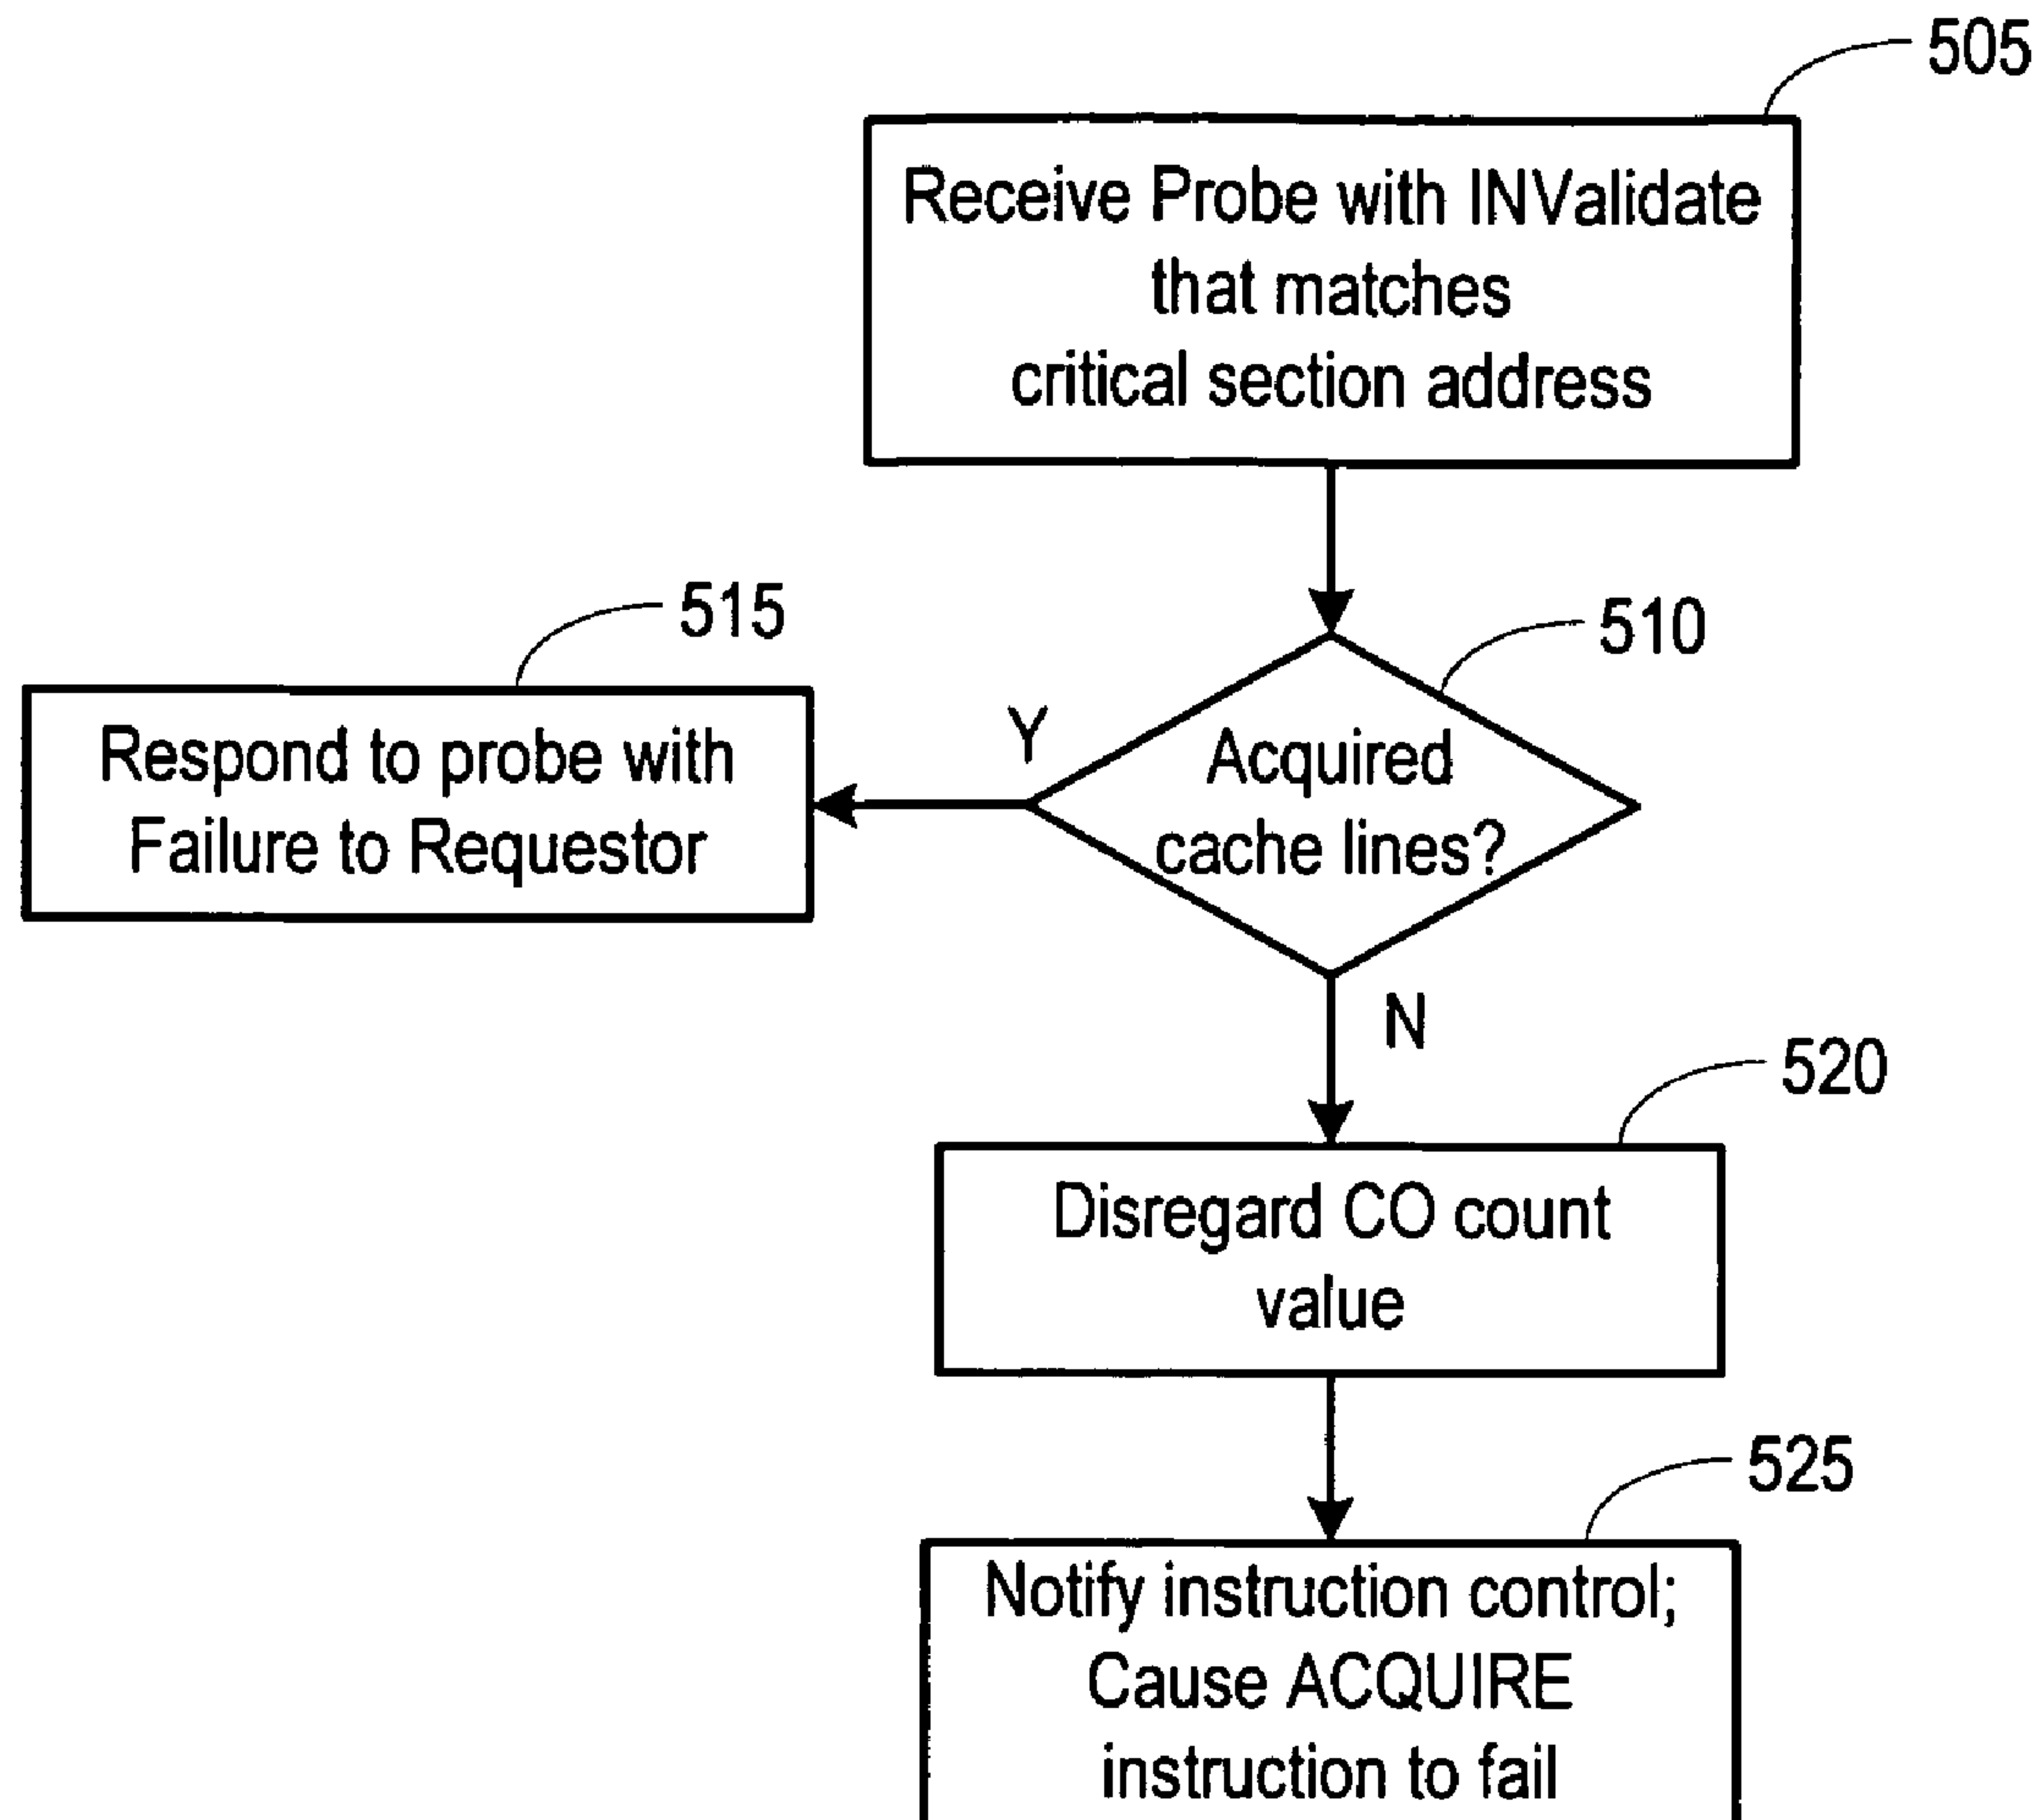 505
Receive Probe with INValidate
that matches
critical section address
515
510
Respond to probe with
Failure to Requestor
Y
Acquired
cache lines?
N
520
Disregard CO count
value
525
Notify instruction control;
Cause ACQUIRE
instruction to fail